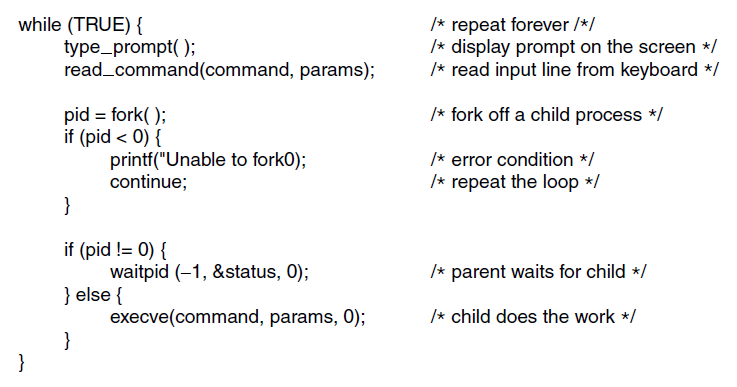 while (TRUE) { /* repeat forever /*/
type_prompt( ); /* display prompt on the screen */
read_command(command, params); /* read input line from keyboard */
pid = fork( ); /* fork off a child process */
if (pid < 0) {
printf("Unable to fork0); /* error condition */
continue; /* repeat the loop */
}
if (pid != 0) {
waitpid (–1, &status, 0); /* parent waits for child */
} else {
execve(command, params, 0); /* child does the work */
}
}